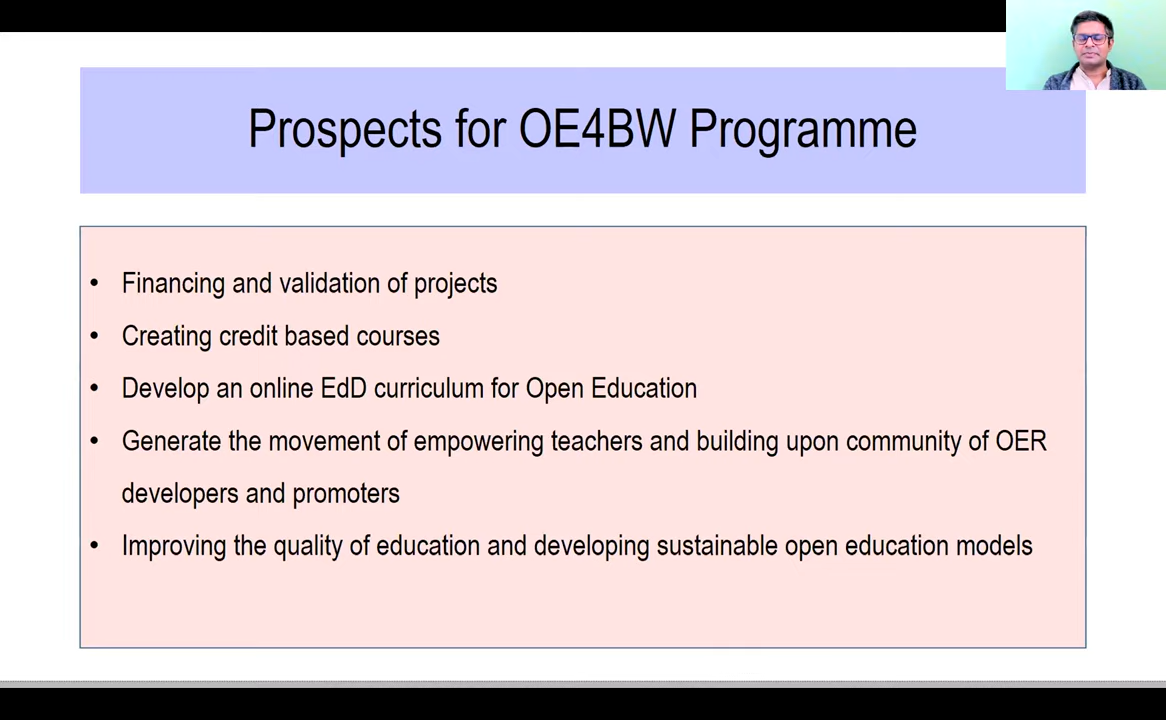 Prospects for OE4BW Programme
• Financing and validation of projects
• Creating credit based courses
• Develop an online EdD curriculum for Open Education
• Generate the movement of empowering teachers and building upon community of OER
developers and promoters
• Improving the quality of education and developing sustainable open education models